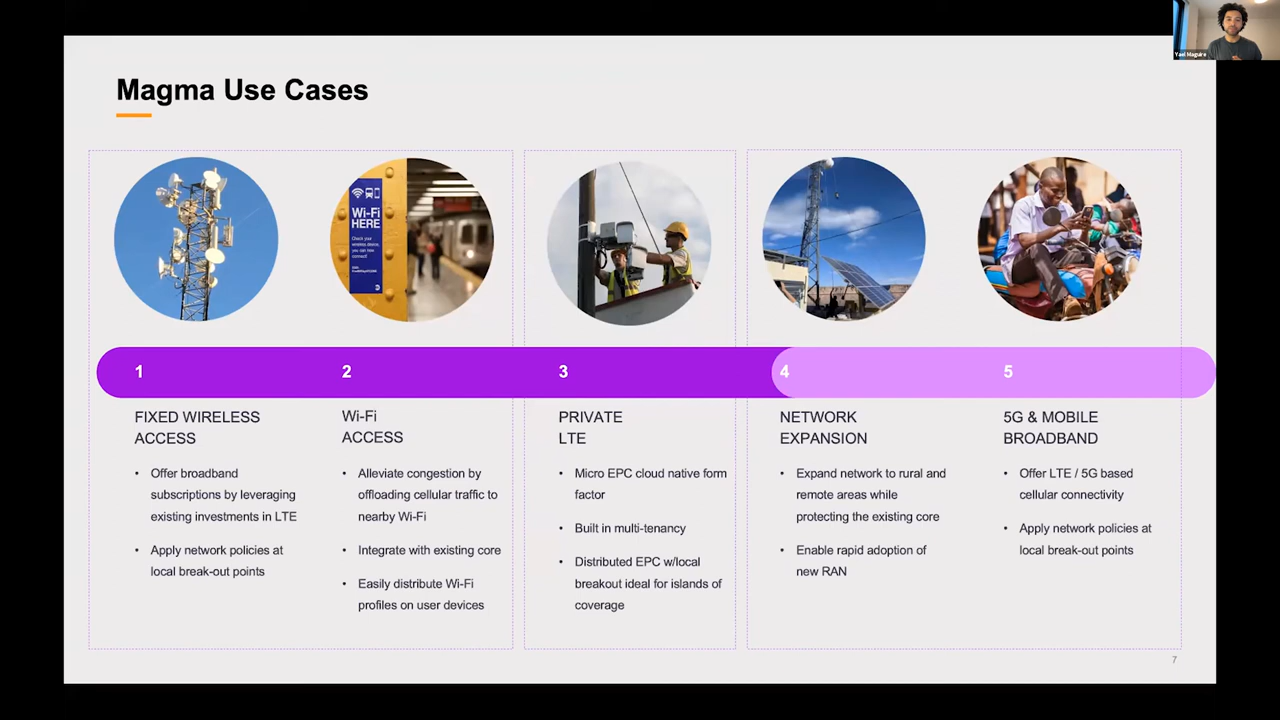 Yael Maguire
Magma Use Cases
Wi-Fi
HERE
1
2
3
4
5
FIXED WIRELESS
ACCESS
• Offer broadband
subscriptions by leveraging
existing investments in LTE
• Apply network policies at
local break-out points
Wi-Fi
ACCESS
• Alleviate congestion by
offloading cellular traffic to
nearby Wi-Fi
• Integrate with existing core
• Easily distribute Wi-Fi
profiles on user devices
PRIVATE
LTE
• Micro EPC cloud native form
factor
• Built in multi-tenancy
• Distributed EPC w/local
breakout ideal for islands of
coverage
NETWORK
EXPANSION
• Expand network to rural and
remote areas while
protecting the existing core
• Enable rapid adoption of
new RAN
5G & MOBILE
BROADBAND
• Offer LTE / 5G based
cellular connectivity
• Apply network policies at
local break-out points
7